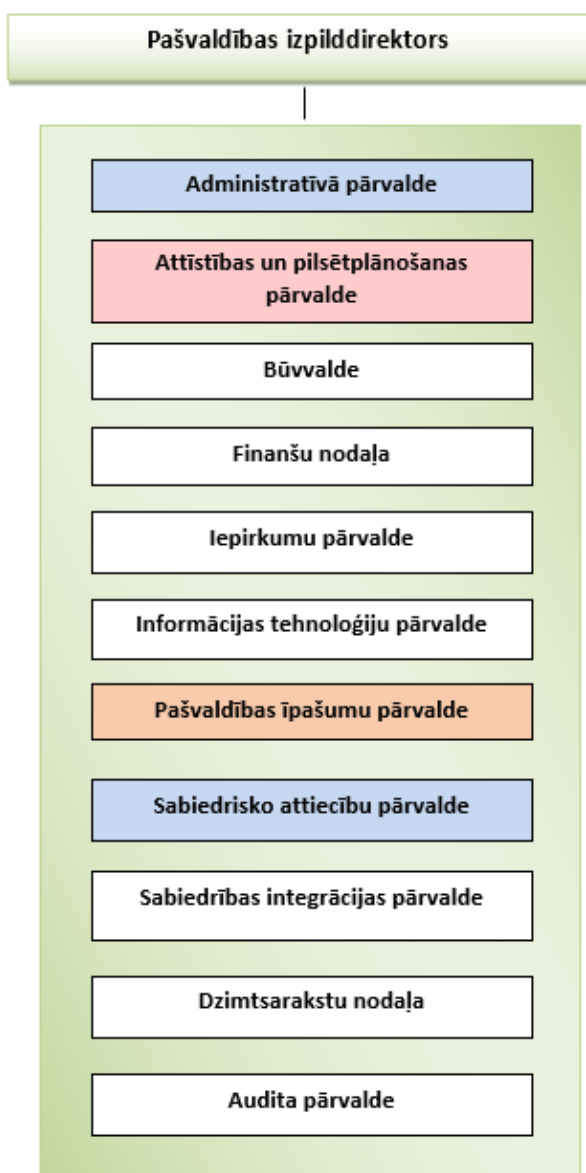 Pašvaldības izpilddirektors
Administratīvā pārvalde
Attīstības un pilsētplānošanas
pārvalde
Būvvalde
Finanšu nodaļa
Iepirkumu pārvalde
Informācijas tehnoloģiju pārvalde
Pašvaldības īpašumu pārvalde
Sabiedrisko attiecību pārvalde
Sabiedrības integrācijas pārvalde
Dzimtsarakstu nodaļa
Audita pārvalde